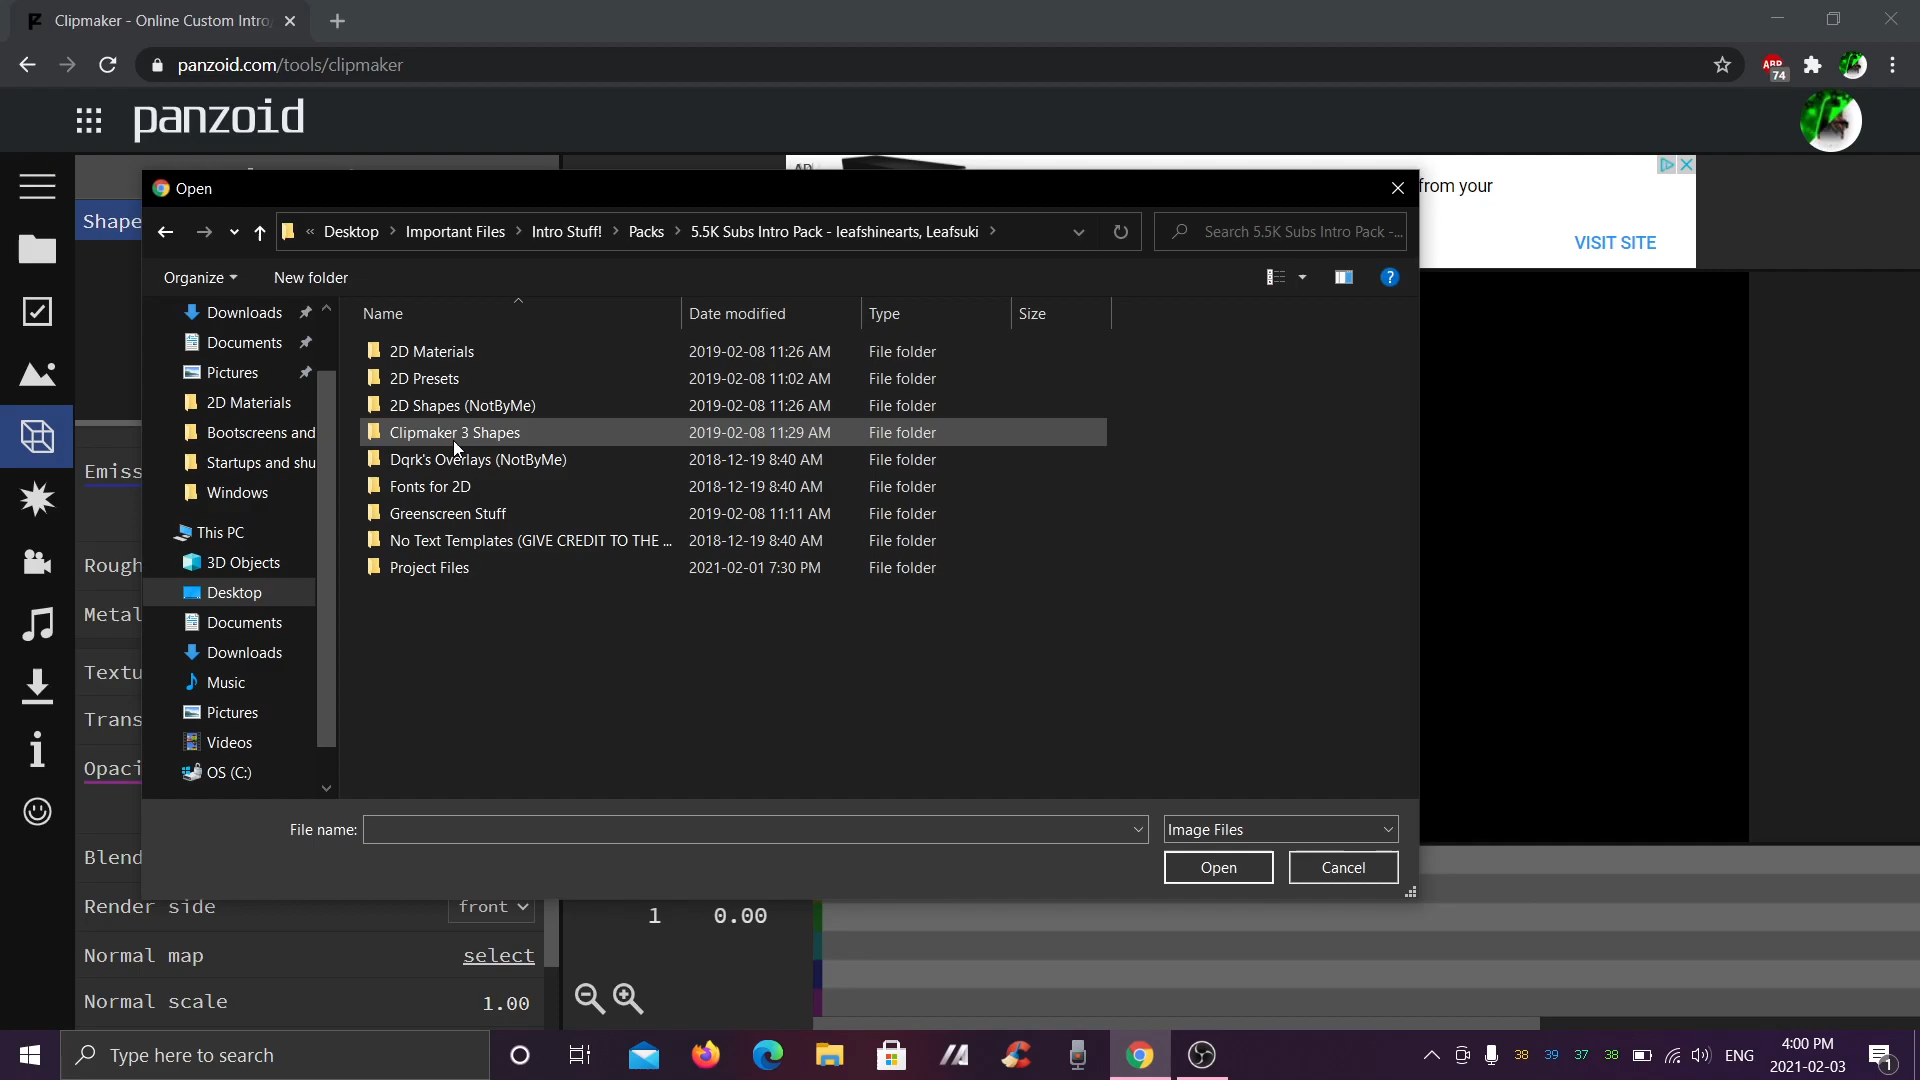 Clipmaker - Online Custom Intro
panzoid.com/tools/clipmaker
ABP
74
panzoid
from your
VISIT SITE
Open
Shape
Desktop
Important Files
Intro Stuff!
Packs
5.5K Subs Intro Pack - leafshinearts, Leafsuki
Search 5.5K Subs Intro Pack -...
Organize
New folder
Downloads
Documents
Pictures
2D Materials
Bootscreens and
Startups and shu
Windows
This PC
3D Objects
Desktop
Documents
Downloads
Music
Pictures
Videos
OS (C:)
Name Date modified Type Size
2D Materials 2019-02-08 11:26 AM File folder
2D Presets 2019-02-08 11:02 AM File folder
2D Shapes (NotByMe) 2019-02-08 11:26 AM File folder
Clipmaker 3 Shapes 2019-02-08 11:29 AM File folder
Dqrk's Overlays (NotByMe) 2018-12-19 8:40 AM File folder
Fonts for 2D 2018-12-19 8:40 AM File folder
Greenscreen Stuff 2019-02-08 11:11 AM File folder
No Text Templates (GIVE CREDIT TO THE ... 2018-12-19 8:40 AM File folder
Project Files 2021-02-01 7:30 PM File folder
File name:
Image Files
Open
Cancel
Emiss
Rough
Metal
Textu
Trans
Opaci
Blend
Render side front
Normal map select
Normal scale 1.00
1 0.00
Type here to search
38 39 37 38
ENG
4:00 PM
2021-02-03
1